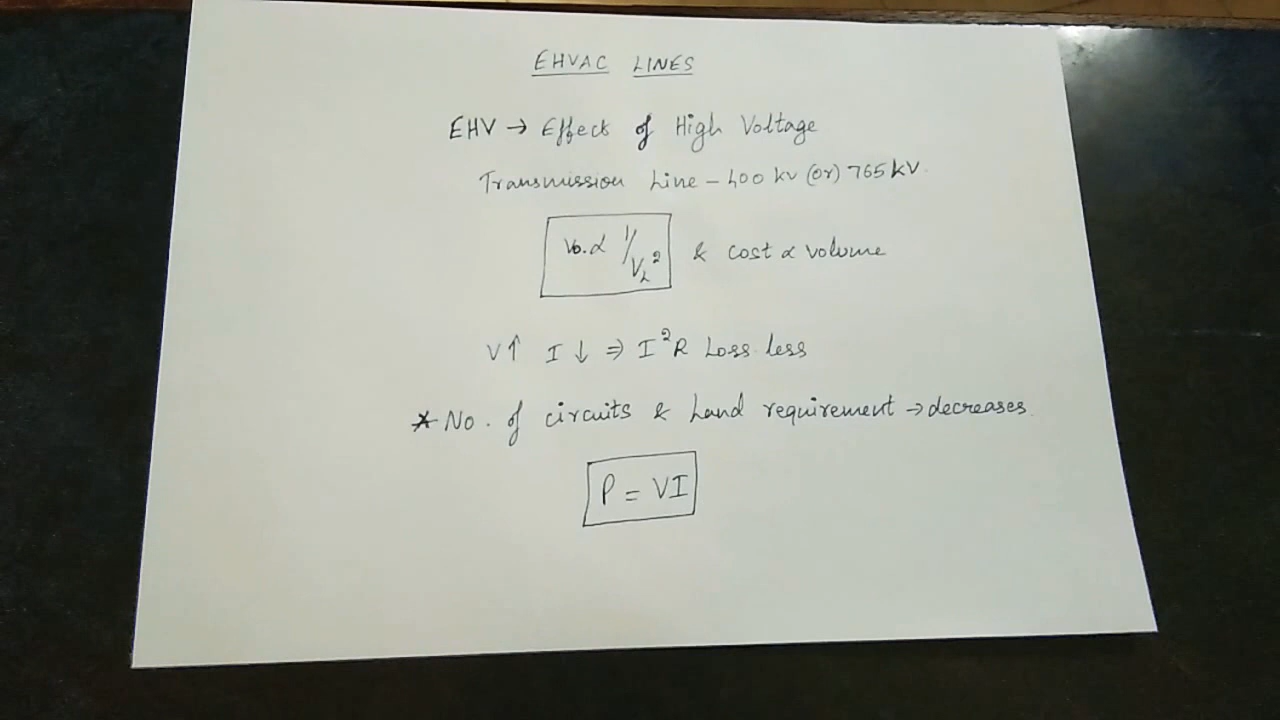 EHVAC LINES
EHV → Effect of High Voltage
Transmission Line - 400 kV (or) 765 kV.
Vo. ∝ 1/V_L² & cost ∝ volume
V↑ I↓ ⇒ I²R Loss less
* No. of circuits & Land requirement → decreases.
P = VI